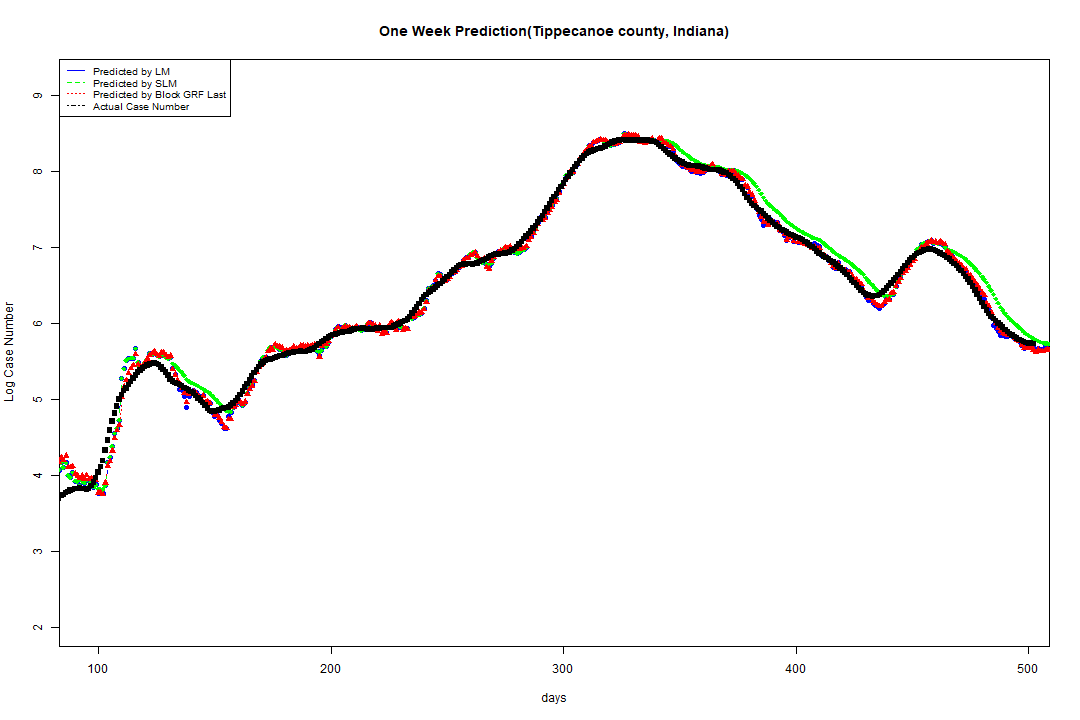 One Week Prediction(Tippecanoe county, Indiana)
Predicted by LM
Predicted by SLM
Predicted by Block GRF Last
Actual Case Number
9
8
7
6
5
4
3
2
Log Case Number
100 200 300 400 500
days